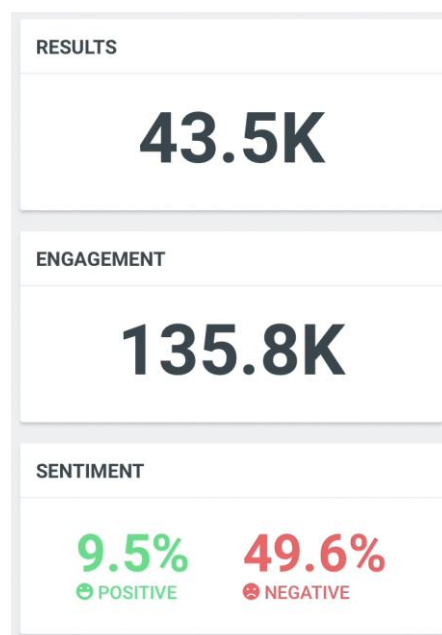 RESULTS
43.5K
ENGAGEMENT
135.8K
SENTIMENT
9.5% 49.6%
POSITIVE NEGATIVE